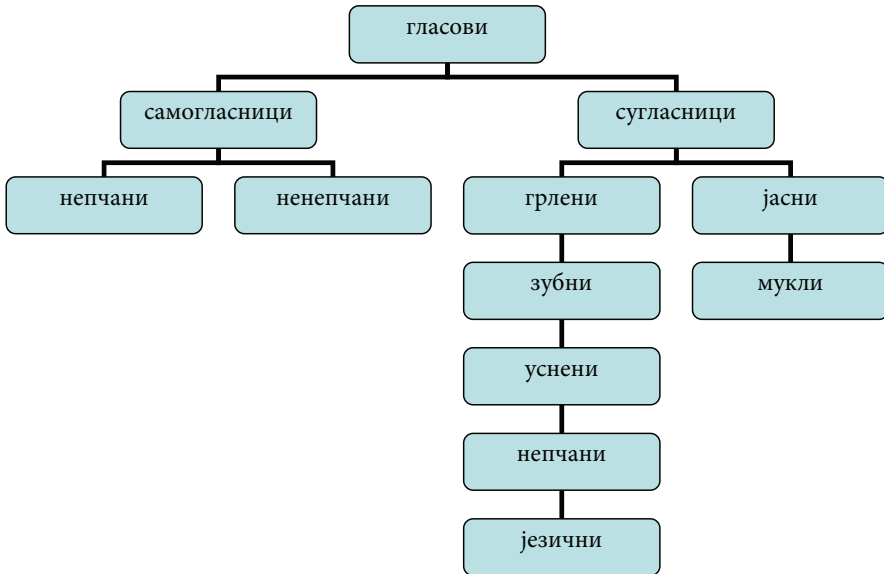 гласови
самогласници
сугласници
непчани
ненепчани
грлени
јасни
зубни
мукли
уснени
непчани
језични